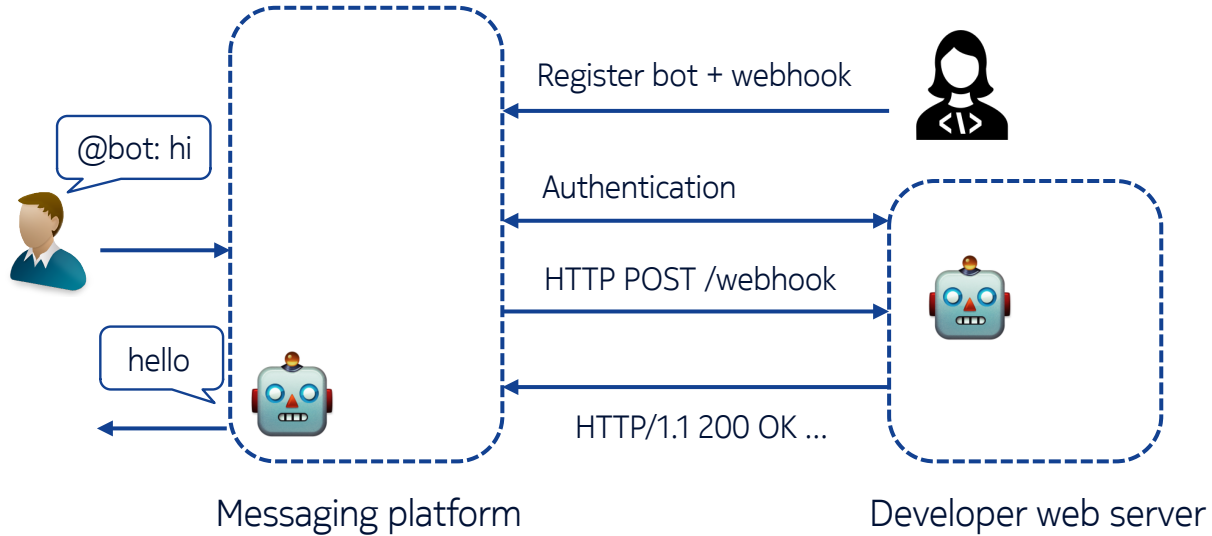 Register bot + webhook
<\>
@bot: hi
Authentication
HTTP POST /webhook
hello
HTTP/1.1 200 OK ...
Messaging platform
Developer web server